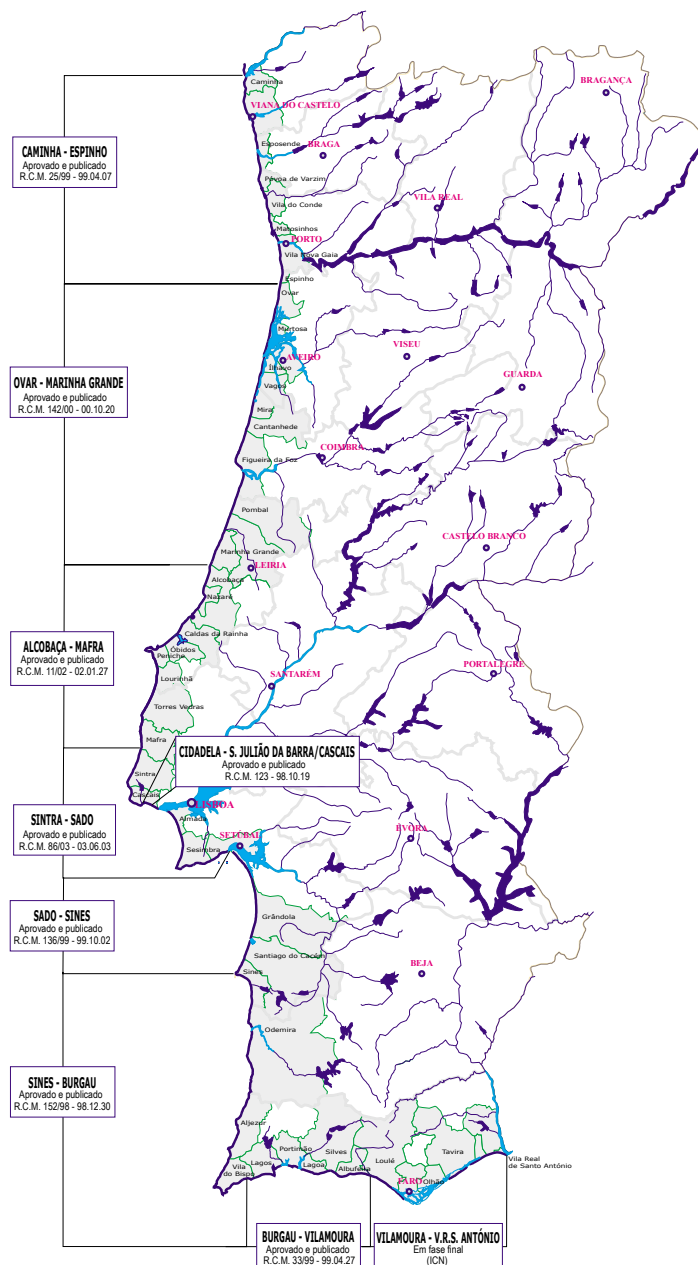 Caminha
BRAGANÇA
VIANA DO CASTELO
CAMINHA - ESPINHO
Aprovado e publicado
R.C.M. 25/99 - 99.04.07
Esposende
BRAGA
Póvoa de Varzim
Vila do Conde
VILA REAL
Matosinhos
PORTO
Vila Nova Gaia
Espinho
Ovar
Murtosa
AVEIRO
VISEU
Ílhavo
GUARDA
OVAR - MARINHA GRANDE
Aprovado e publicado
R.C.M. 142/00 - 00.10.20
Vagos
Mira
Cantanhede
COIMBRA
Figueira da Foz
Pombal
CASTELO BRANCO
Marinha Grande
LEIRIA
Alcobaça
Nazaré
Caldas da Rainha
ALCOBAÇA - MAFRA
Aprovado e publicado
R.C.M. 11/02 - 02.01.27
Óbidos
Peniche
PORTALEGRE
Lourinhã
SANTARÉM
Torres Vedras
Mafra
CIDADELA - S. JULIÃO DA BARRA/CASCAIS
Aprovado e publicado
R.C.M. 123 - 98.10.19
Sintra
Cascais
LISBOA
SINTRA - SADO
Aprovado e publicado
R.C.M. 86/03 - 03.06.03
Almada
ÉVORA
SETÚBAL
Sesimbra
SADO - SINES
Aprovado e publicado
R.C.M. 136/99 - 99.10.02
Grândola
Santiago do Cacém
BEJA
Sines
Odemira
SINES - BURGAU
Aprovado e publicado
R.C.M. 152/98 - 98.12.30
Aljezur
Portimão
Silves
Tavira
Vila Real
de Santo António
Lagos
Lagoa
Albufeira
Loulé
Vila
do Bispo
FARO
Olhão
BURGAU - VILAMOURA
Aprovado e publicado
R.C.M. 33/99 - 99.04.27
VILAMOURA - V.R.S. ANTÓNIO
Em fase final
(ICN)